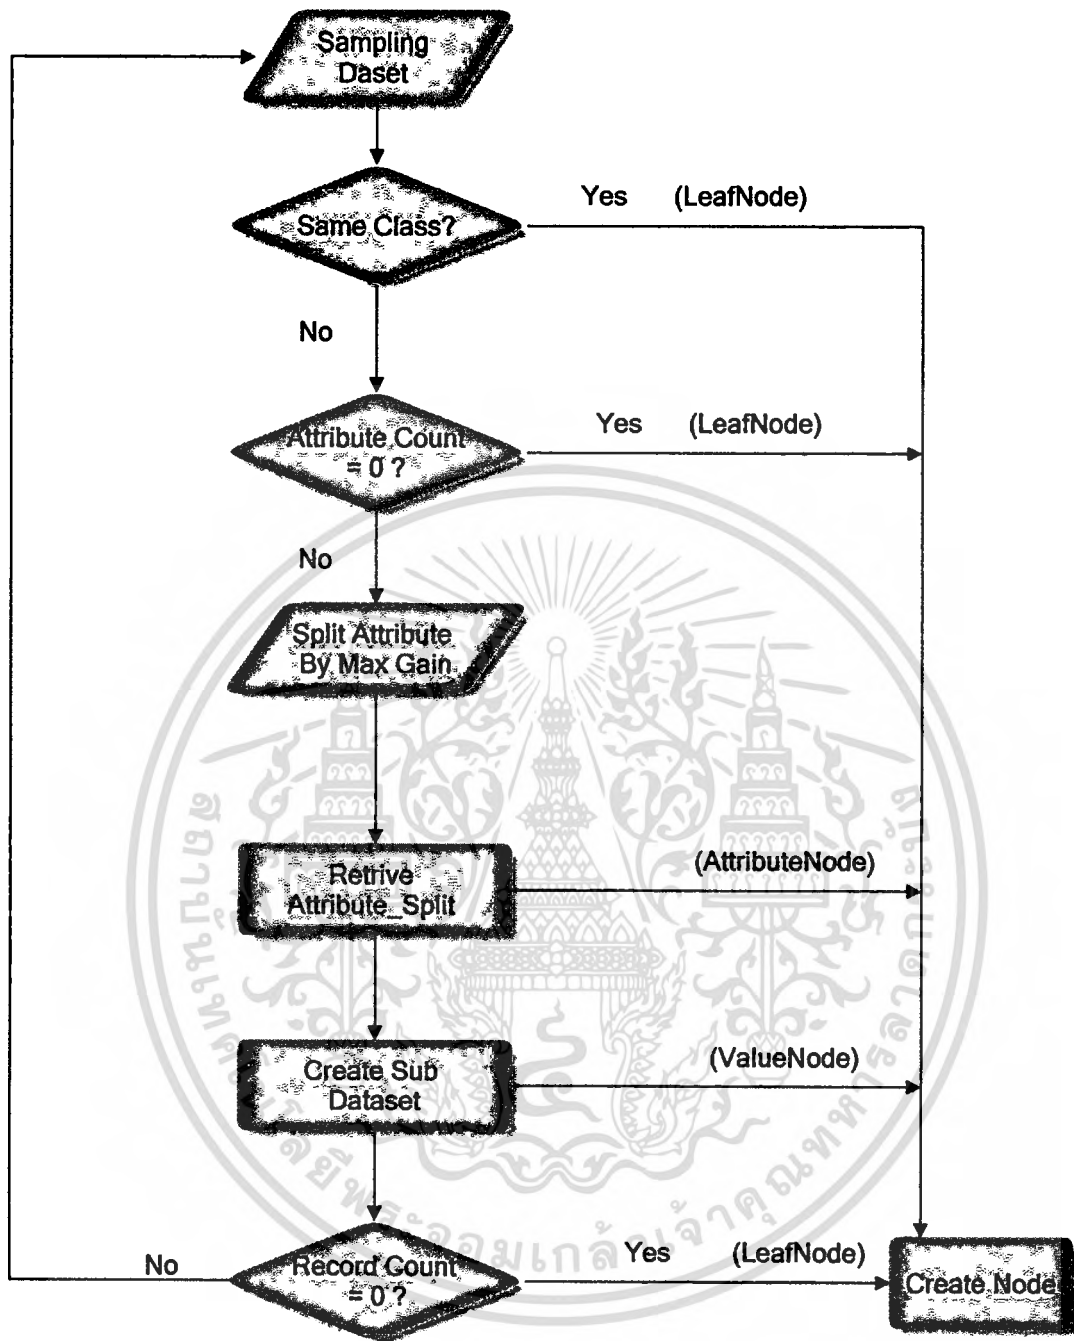 Sampling
Daset
Same Class?
Yes (LeafNode)
No
Attribute Count
= 0 ?
Yes (LeafNode)
No
Split Attribute
By Max Gain
Retrive
Attribute_Split
(AttributeNode)
Create Sub
Dataset
(ValueNode)
Record Count
= 0 ?
No
Yes (LeafNode)
Create Node